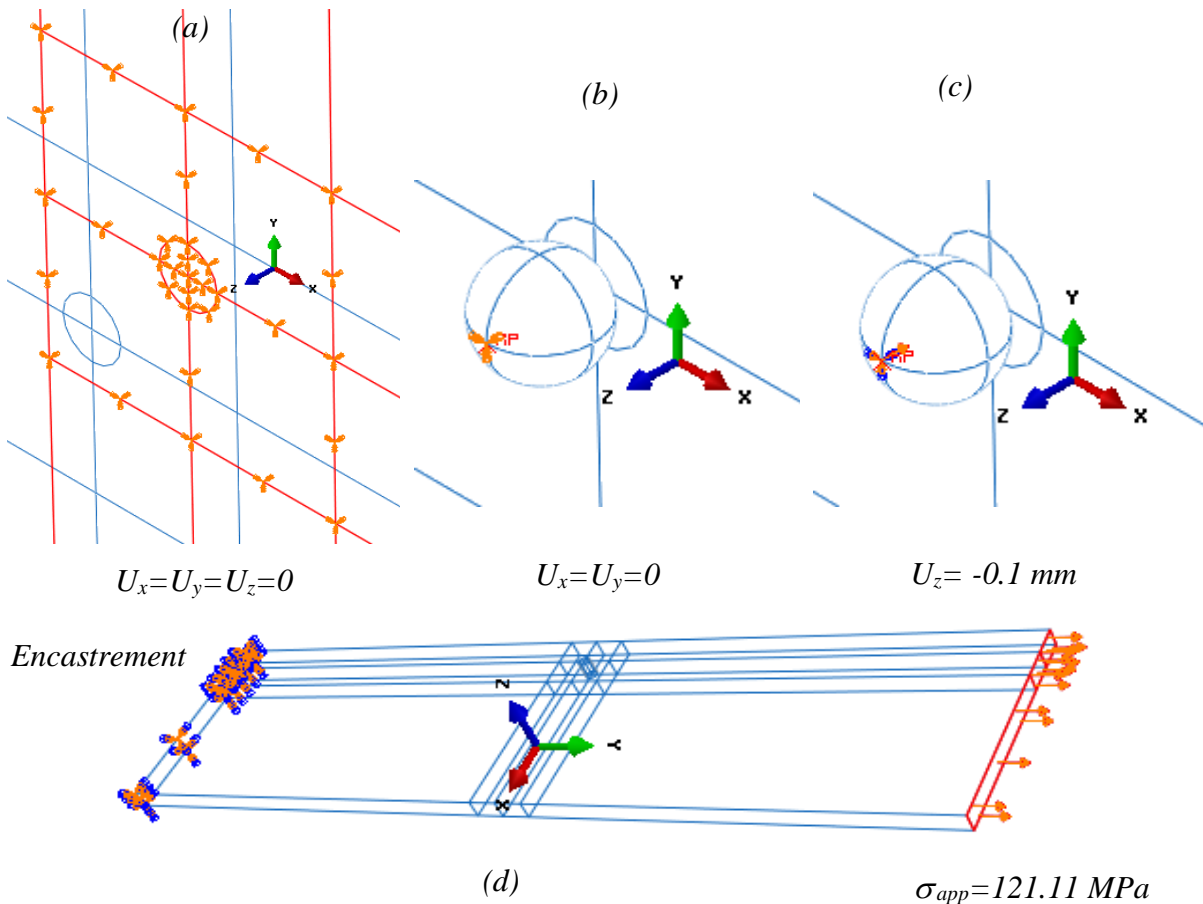 (a)
(b)
(c)
Y
Z
X
RP
Y
Z
X
RP
Y
Z
X
Ux=Uy=Uz=0
Ux=Uy=0
Uz= -0.1 mm
Encastrement
Z
Y
X
(d)
σapp=121.11 MPa